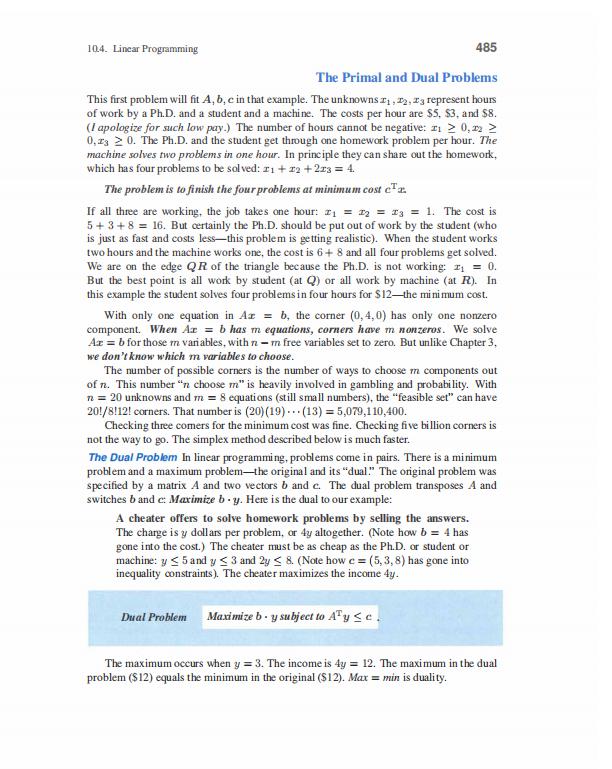 10.4. Linear Programming 485
The Primal and Dual Problems
This first problem will fit A, b, c in that example. The unknowns x₁, x₂, x₃ represent hours
of work by a Ph.D. and a student and a machine. The costs per hour are $5, $3, and $8.
(I apologize for such low pay.) The number of hours cannot be negative: x₁ ≥ 0, x₂ ≥
0, x₃ ≥ 0. The Ph.D. and the student get through one homework problem per hour. The
machine solves two problems in one hour. In principle they can share out the homework,
which has four problems to be solved: x₁ + x₂ + 2x₃ = 4.
The problem is to finish the four problems at minimum cost cᵀx.
If all three are working, the job takes one hour: x₁ = x₂ = x₃ = 1. The cost is
5 + 3 + 8 = 16. But certainly the Ph.D. should be put out of work by the student (who
is just as fast and costs less—this problem is getting realistic). When the student works
two hours and the machine works one, the cost is 6 + 8 and all four problems get solved.
We are on the edge QR of the triangle because the Ph.D. is not working: x₁ = 0.
But the best point is all work by student (at Q) or all work by machine (at R). In
this example the student solves four problems in four hours for $12—the minimum cost.
With only one equation in Ax = b, the corner (0, 4, 0) has only one nonzero
component. When Ax = b has m equations, corners have m nonzeros. We solve
Ax = b for those m variables, with n − m free variables set to zero. But unlike Chapter 3,
we don't know which m variables to choose.
The number of possible corners is the number of ways to choose m components out
of n. This number "n choose m" is heavily involved in gambling and probability. With
n = 20 unknowns and m = 8 equations (still small numbers), the "feasible set" can have
20!/8!12! corners. That number is (20)(19) ··· (13) = 5,079,110,400.
Checking three corners for the minimum cost was fine. Checking five billion corners is
not the way to go. The simplex method described below is much faster.
The Dual Problem In linear programming, problems come in pairs. There is a minimum
problem and a maximum problem—the original and its "dual." The original problem was
specified by a matrix A and two vectors b and c. The dual problem transposes A and
switches b and c: Maximize b · y. Here is the dual to our example:
A cheater offers to solve homework problems by selling the answers.
The charge is y dollars per problem, or 4y altogether. (Note how b = 4 has
gone into the cost.) The cheater must be as cheap as the Ph.D. or student or
machine: y ≤ 5 and y ≤ 3 and 2y ≤ 8. (Note how c = (5, 3, 8) has gone into
inequality constraints). The cheater maximizes the income 4y.
Dual Problem Maximize b · y subject to Aᵀy ≤ c .
The maximum occurs when y = 3. The income is 4y = 12. The maximum in the dual
problem ($12) equals the minimum in the original ($12). Max = min is duality.